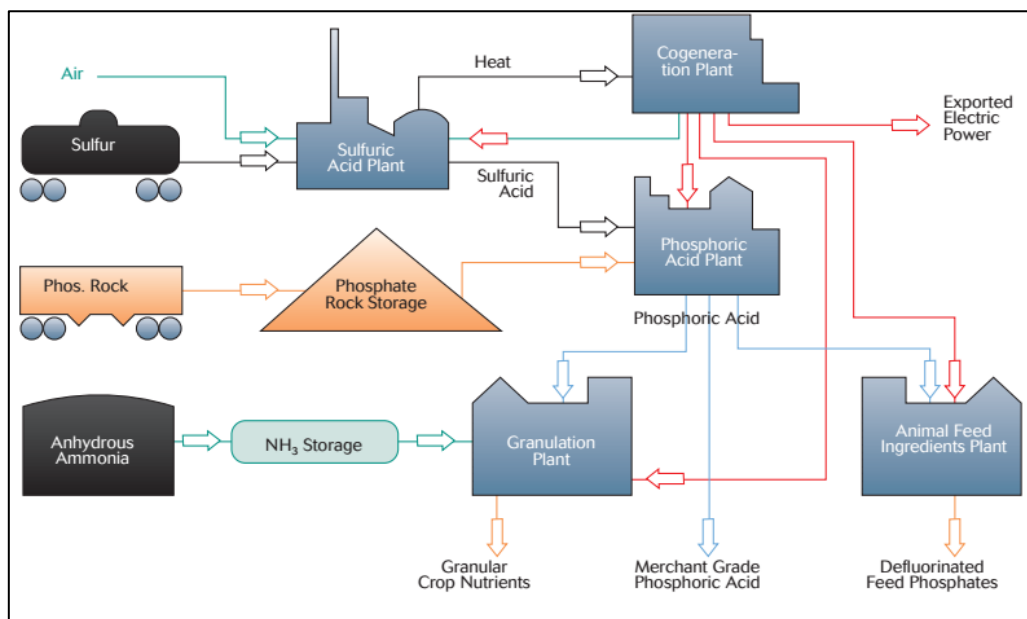 Air
Heat
Cogenera-
tion Plant
Exported
Electric
Power
Sulfur
Sulfuric
Acid Plant
Sulfuric
Acid
Phosphoric
Acid Plant
Phos. Rock
Phosphate
Rock Storage
Phosphoric Acid
Anhydrous
Ammonia
NH₃ Storage
Granulation
Plant
Animal Feed
Ingredients Plant
Granular
Crop Nutrients
Merchant Grade
Phosphoric Acid
Defluorinated
Feed Phosphates